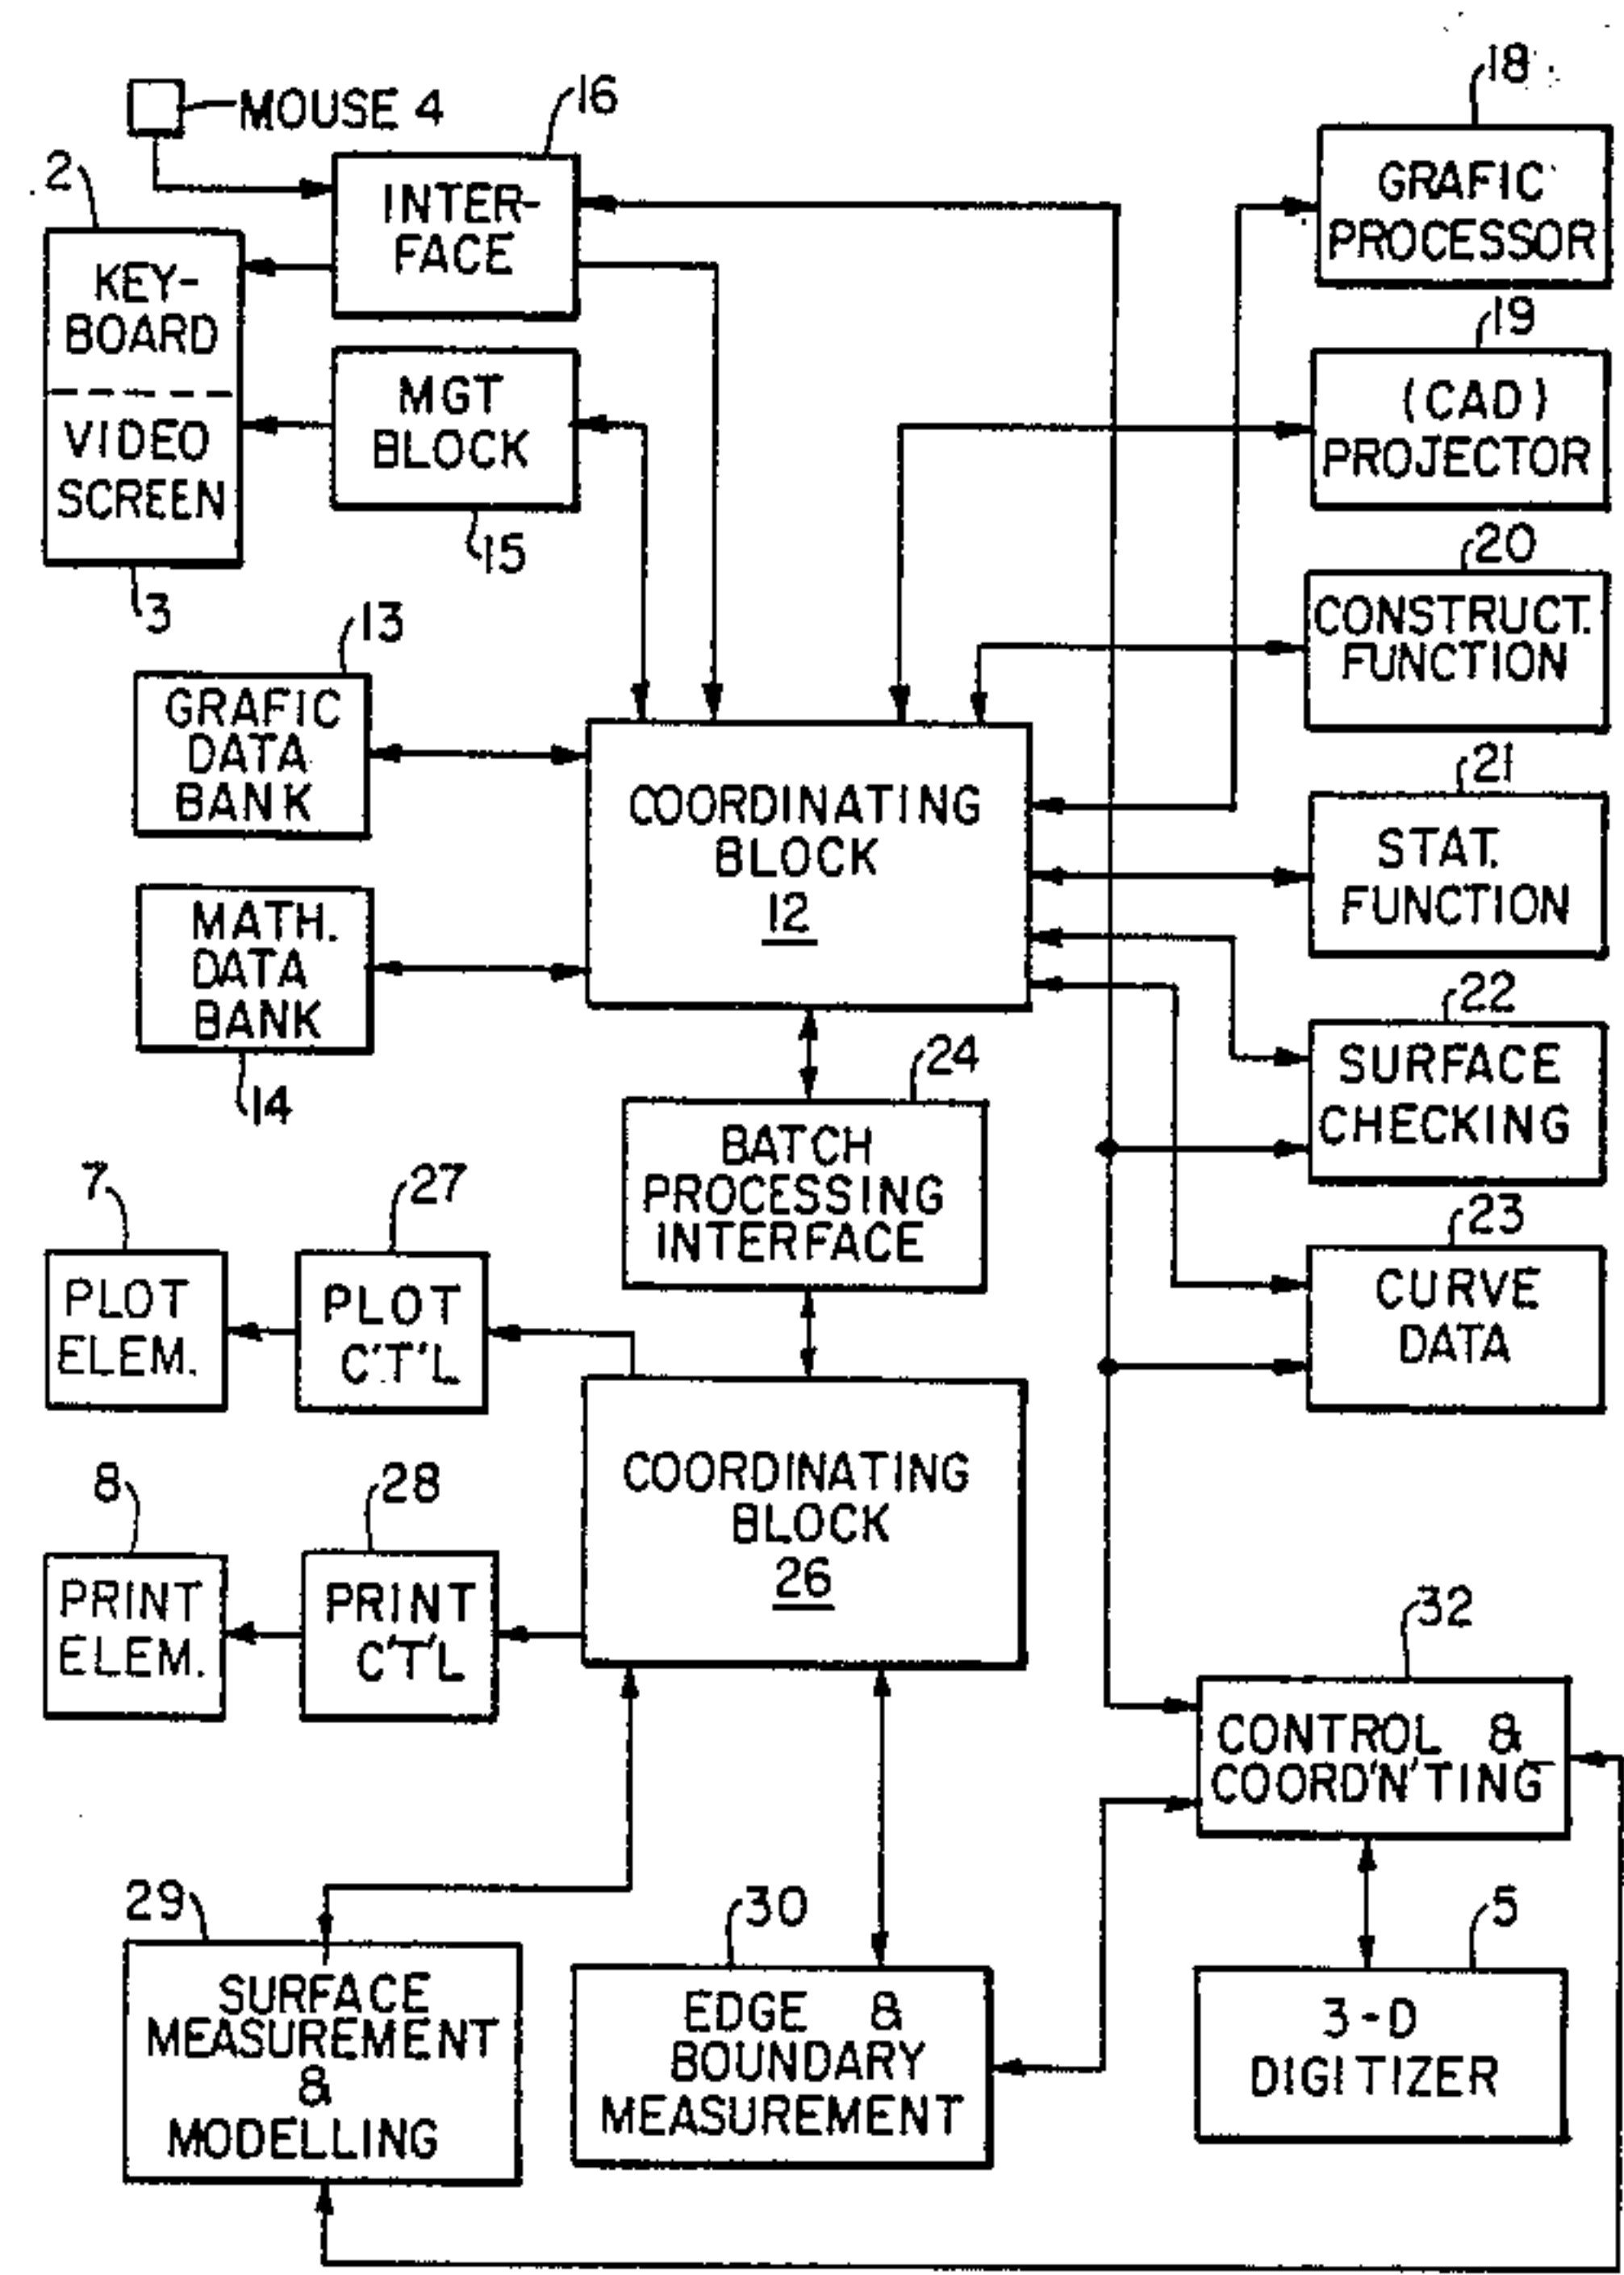 MOUSE 4
16
INTER-
FACE
2
KEY-
BOARD
VIDEO
SCREEN
3
MGT
BLOCK
15
18
GRAFIC
PROCESSOR
19
(CAD)
PROJECTOR
20
CONSTRUCT.
FUNCTION
13
GRAFIC
DATA
BANK
COORDINATING
BLOCK
12
21
STAT.
FUNCTION
MATH.
DATA
BANK
14
22
SURFACE
CHECKING
24
BATCH
PROCESSING
INTERFACE
23
CURVE
DATA
7
PLOT
ELEM.
27
PLOT
C'T'L
COORDINATING
BLOCK
26
8
PRINT
ELEM.
28
PRINT
C'T'L
32
CONTROL &
COORD'N'TING
29
SURFACE
MEASUREMENT
&
MODELLING
30
EDGE &
BOUNDARY
MEASUREMENT
5
3-D
DIGITIZER